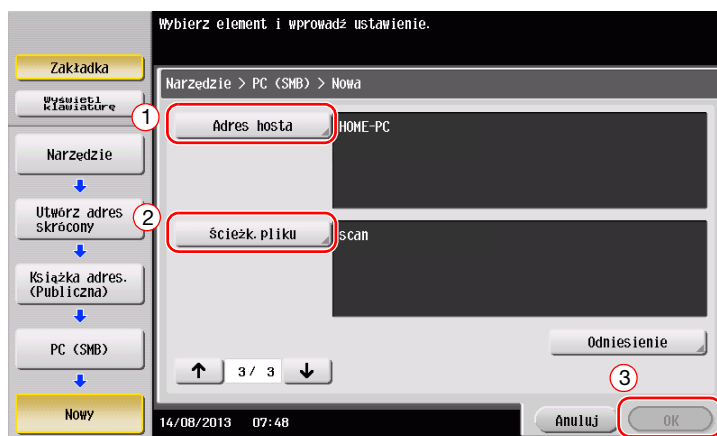 Wybierz element i wprowadź ustawienie.
Zakładka
Wyświetl
klawiaturę
Narzędzie > PC (SMB) > Nowa
1
Adres hosta
HOME-PC
Narzędzie
Utwórz adres
skrócony
2
Ścieżk.pliku
scan
Książka adres.
(Publiczna)
PC (SMB)
Odniesienie
↑ 3/ 3 ↓
3
Nowy
14/08/2013 07:48
Anuluj
OK